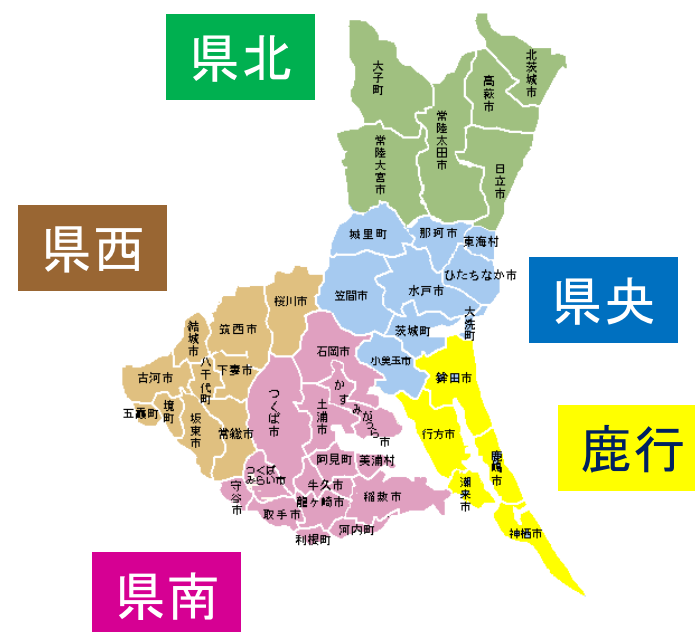 県北
北茨城市
大子町
高萩市
常陸太田市
常陸大宮市
日立市
県西
城里町
那珂市
東海村
ひたちなか市
県央
水戸市
笠間市
桜川市
大洗町
茨城町
筑西市
結城市
石岡市
小美玉市
八千代町
下妻市
古河市
鉾田市
かすみがうら市
つくば市
五霞町
境町
坂東市
土浦市
常総市
行方市
鹿行
鹿嶋市
阿見町
美浦村
つくばみらい市
守谷市
牛久市
潮来市
稲敷市
龍ヶ崎市
取手市
河内町
利根町
神栖市
県南